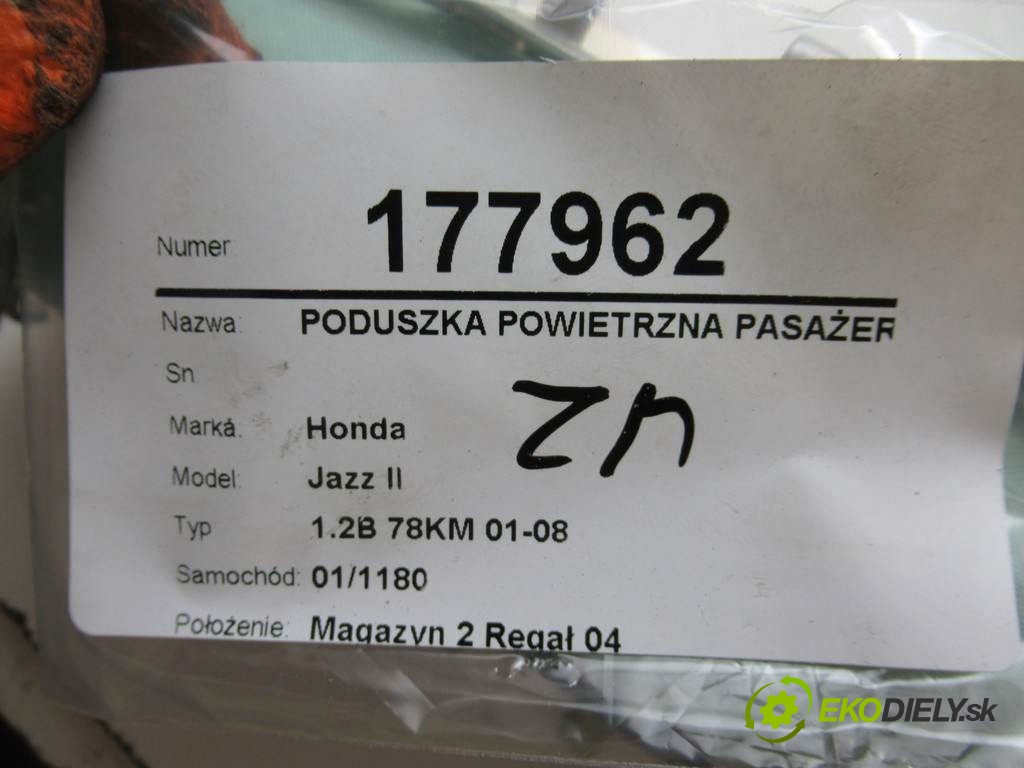 Numer 177962
Nazwa: PODUSZKA POWIETRZNA PASAŻER
Sn
Marka: Honda
Model: Jazz II
Typ 1.2B 78KM 01-08
Samochód: 01/1180
Położenie: Magazyn 2 Regał 04
EKODIELY.sk